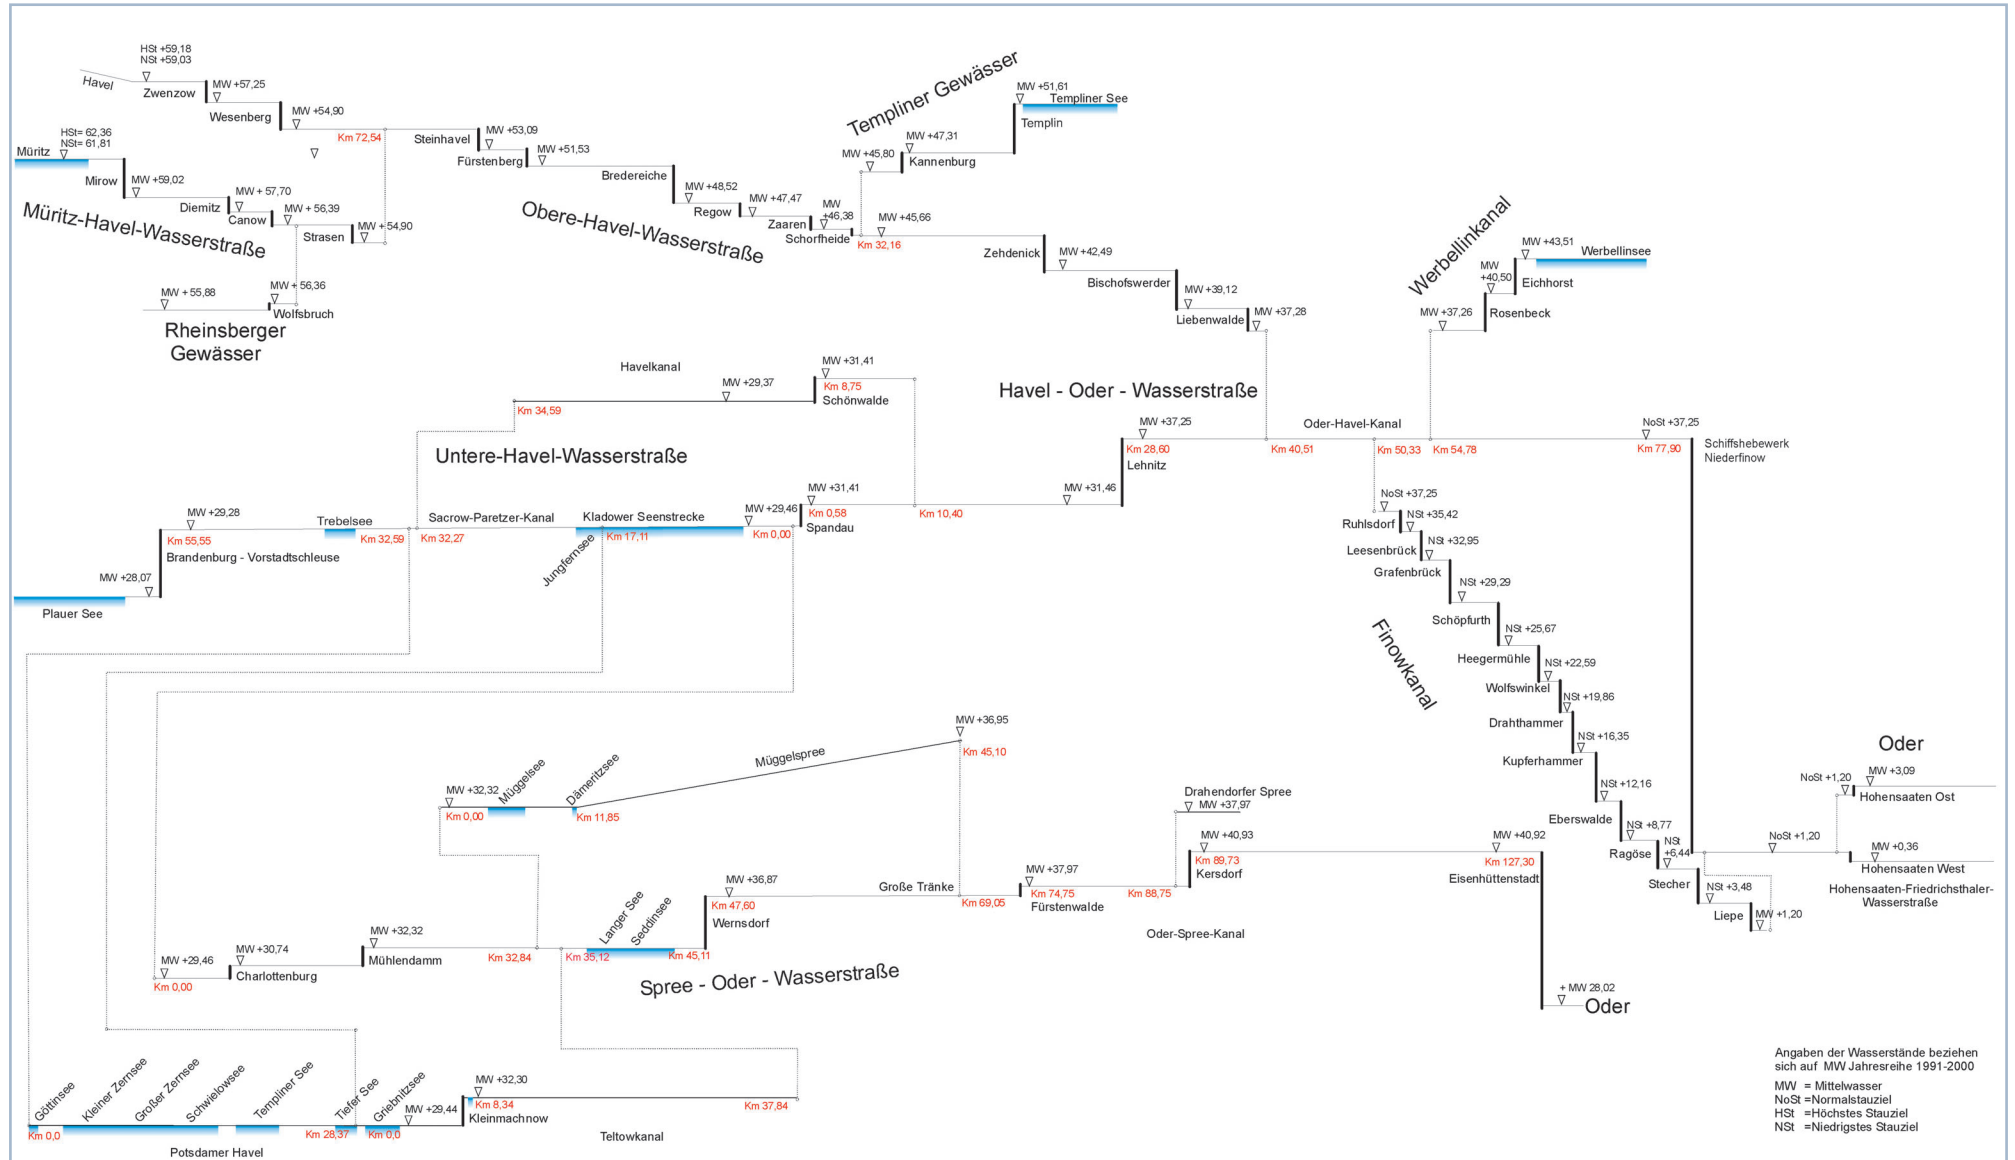 HSt +59,18
NSt +59,03
Havel
Zwenzow
MW +57,25
Wesenberg
MW +54,90
Km 72,54
HSt= 62,36
NSt= 61,81
Müritz
Mirow
MW +59,02
Diemitz
MW + 57,70
Canow
MW + 56,39
Strasen
MW + 54,90
Müritz-Havel-Wasserstraße
MW + 55,88
MW + 56,36
Wolfsbruch
Rheinsberger
Gewässer
Steinhavel
MW +53,09
Fürstenberg
MW +51,53
Bredereiche
MW +48,52
Regow
MW +47,47
Zaaren
MW
+46,38
Schorfheide
Obere-Havel-Wasserstraße
Templiner Gewässer
MW +45,80
MW +47,31
Kannenburg
MW +51,61
Templiner See
Templin
MW +45,66
Km 32,16
Zehdenick
MW +42,49
Bischofswerder
MW +39,12
Liebenwalde
MW +37,28
Werbellinkanal
MW +37,26
MW
+40,50
Rosenbeck
MW +43,51
Werbellinsee
Eichhorst
Havelkanal
MW +31,41
Km 8,75
Schönwalde
MW +29,37
Km 34,59
Havel - Oder - Wasserstraße
Oder-Havel-Kanal
MW +37,25
Km 28,60
Lehnitz
Km 40,51
Km 50,33
Km 54,78
NoSt +37,25
Km 77,90
Schiffshebewerk
Niederfinow
Untere-Havel-Wasserstraße
MW +29,28
Km 55,55
Brandenburg - Vorstadtschleuse
MW +28,07
Plauer See
Trebelsee
Km 32,59
Sacrow-Paretzer-Kanal
Km 32,27
Kladower Seenstrecke
Jungfernsee
Km 17,11
MW +29,46
Km 0,00
MW +31,41
Km 0,58
Spandau
Km 10,40
MW +31,46
NoSt +37,25
Ruhlsdorf
NSt +35,42
Leesenbrück
NSt +32,95
Grafenbrück
NSt +29,29
Schöpfurth
NSt +25,67
Heegermühle
NSt +22,59
Wolfswinkel
NSt +19,86
Drahthammer
NSt +16,35
Kupferhammer
NSt +12,16
Eberswalde
NSt +8,77
Ragöse
NSt
+6,44
Stecher
NSt +3,48
Liepe
MW +1,20
Finowkanal
Oder
NoSt +1,20
MW +3,09
Hohensaaten Ost
NoSt +1,20
MW +0,36
Hohensaaten West
Hohensaaten-Friedrichsthaler-
Wasserstraße
MW +36,95
Km 45,10
Müggelspree
MW +32,32
Km 0,00
Müggelsee
Dämeritzsee
Km 11,85
Drahendorfer Spree
MW +37,97
MW +40,93
Km 89,73
Kersdorf
MW +40,92
Km 127,30
Eisenhüttenstadt
+ MW 28,02
Oder
MW +37,97
Km 74,75
Fürstenwalde
Km 88,75
Große Tränke
Km 69,05
MW +36,87
Km 47,60
Wernsdorf
Oder-Spree-Kanal
Langer See
Seddinsee
Km 35,12
Km 45,11
Km 32,84
MW +32,32
Mühlendamm
MW +30,74
Charlottenburg
MW +29,46
Km 0,00
Spree - Oder - Wasserstraße
Göttinsee
Kleiner Zernsee
Großer Zernsee
Schwielowsee
Templiner See
Tiefer See
Griebnitzsee
Km 0,0
Km 28,37
Km 0,0
MW +29,44
MW +32,30
Km 8,34
Kleinmachnow
Km 37,84
Teltowkanal
Potsdamer Havel
Angaben der Wasserstände beziehen
sich auf MW Jahresreihe 1991-2000
MW = Mittelwasser
NoSt =Normalstauziel
HSt =Höchstes Stauziel
NSt =Niedrigstes Stauziel